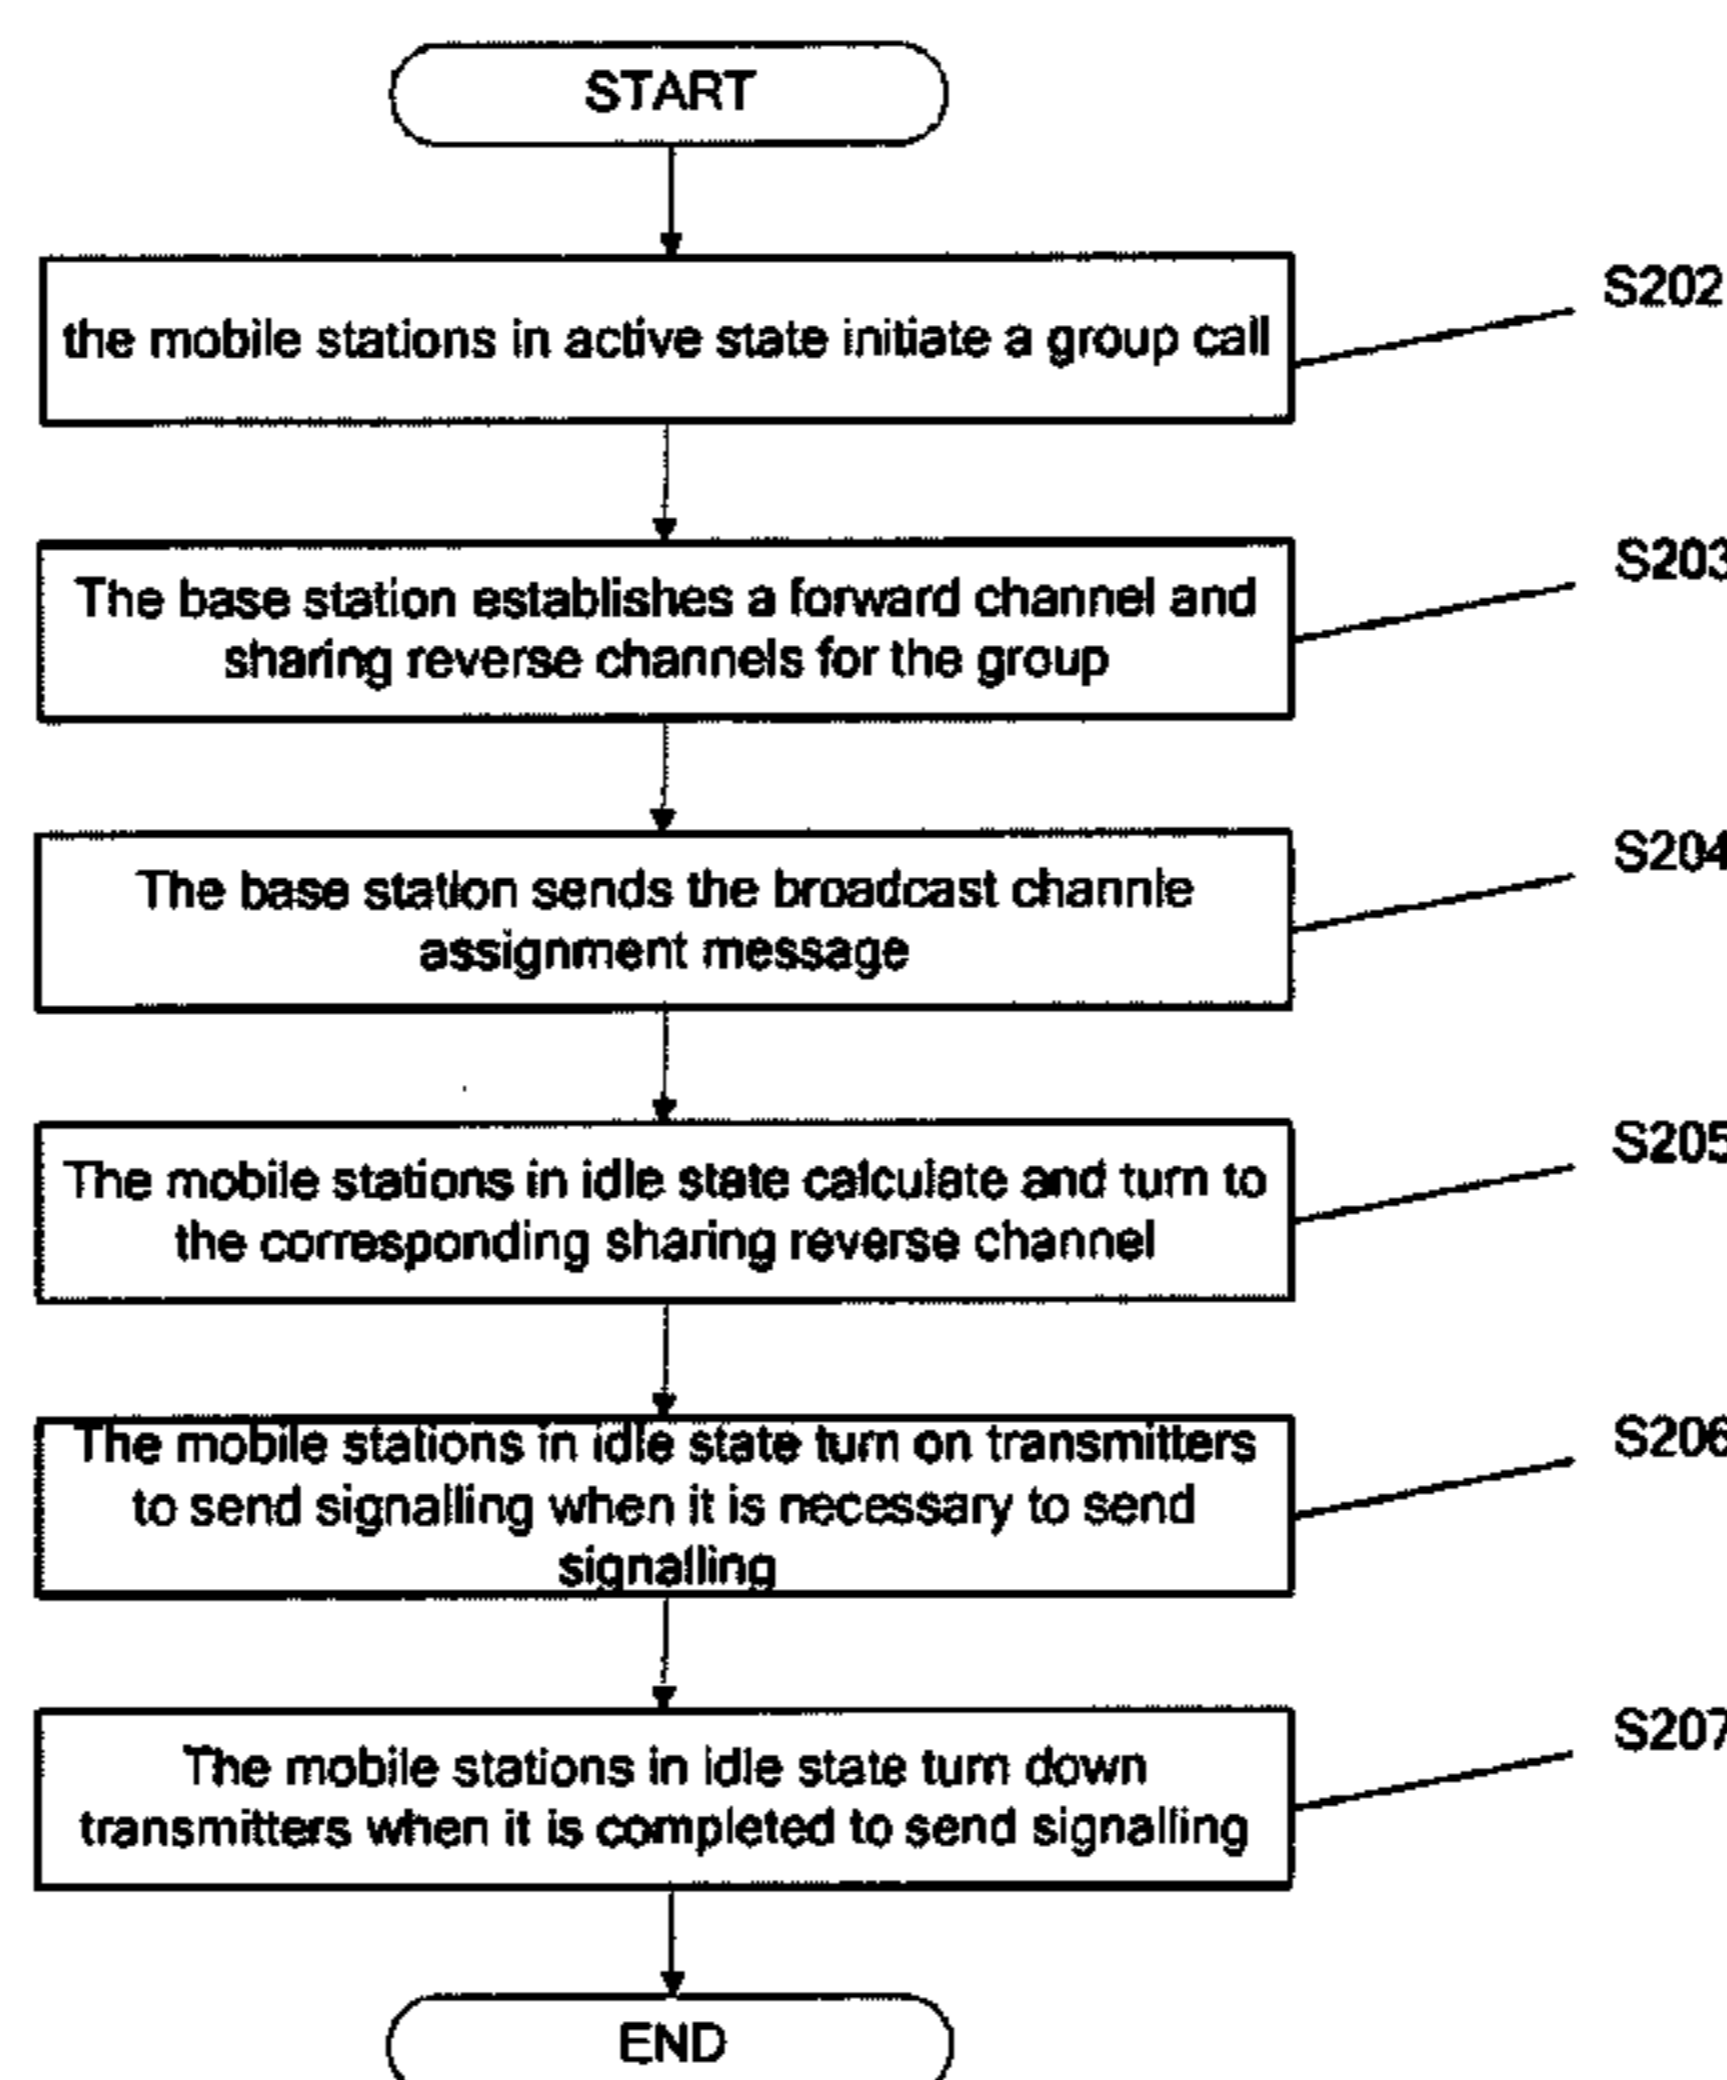 START
the mobile stations in active state initiate a group call
S202
The base station establishes a forward channel and
sharing reverse channels for the group
S203
The base station sends the broadcast channle
assignment message
S204
The mobile stations in idle state calculate and turn to
the corresponding sharing reverse channel
S205
The mobile stations in idle state turn on transmitters
to send signalling when it is necessary to send
signalling
S206
The mobile stations in idle state turn down
transmitters when it is completed to send signalling
S207
END